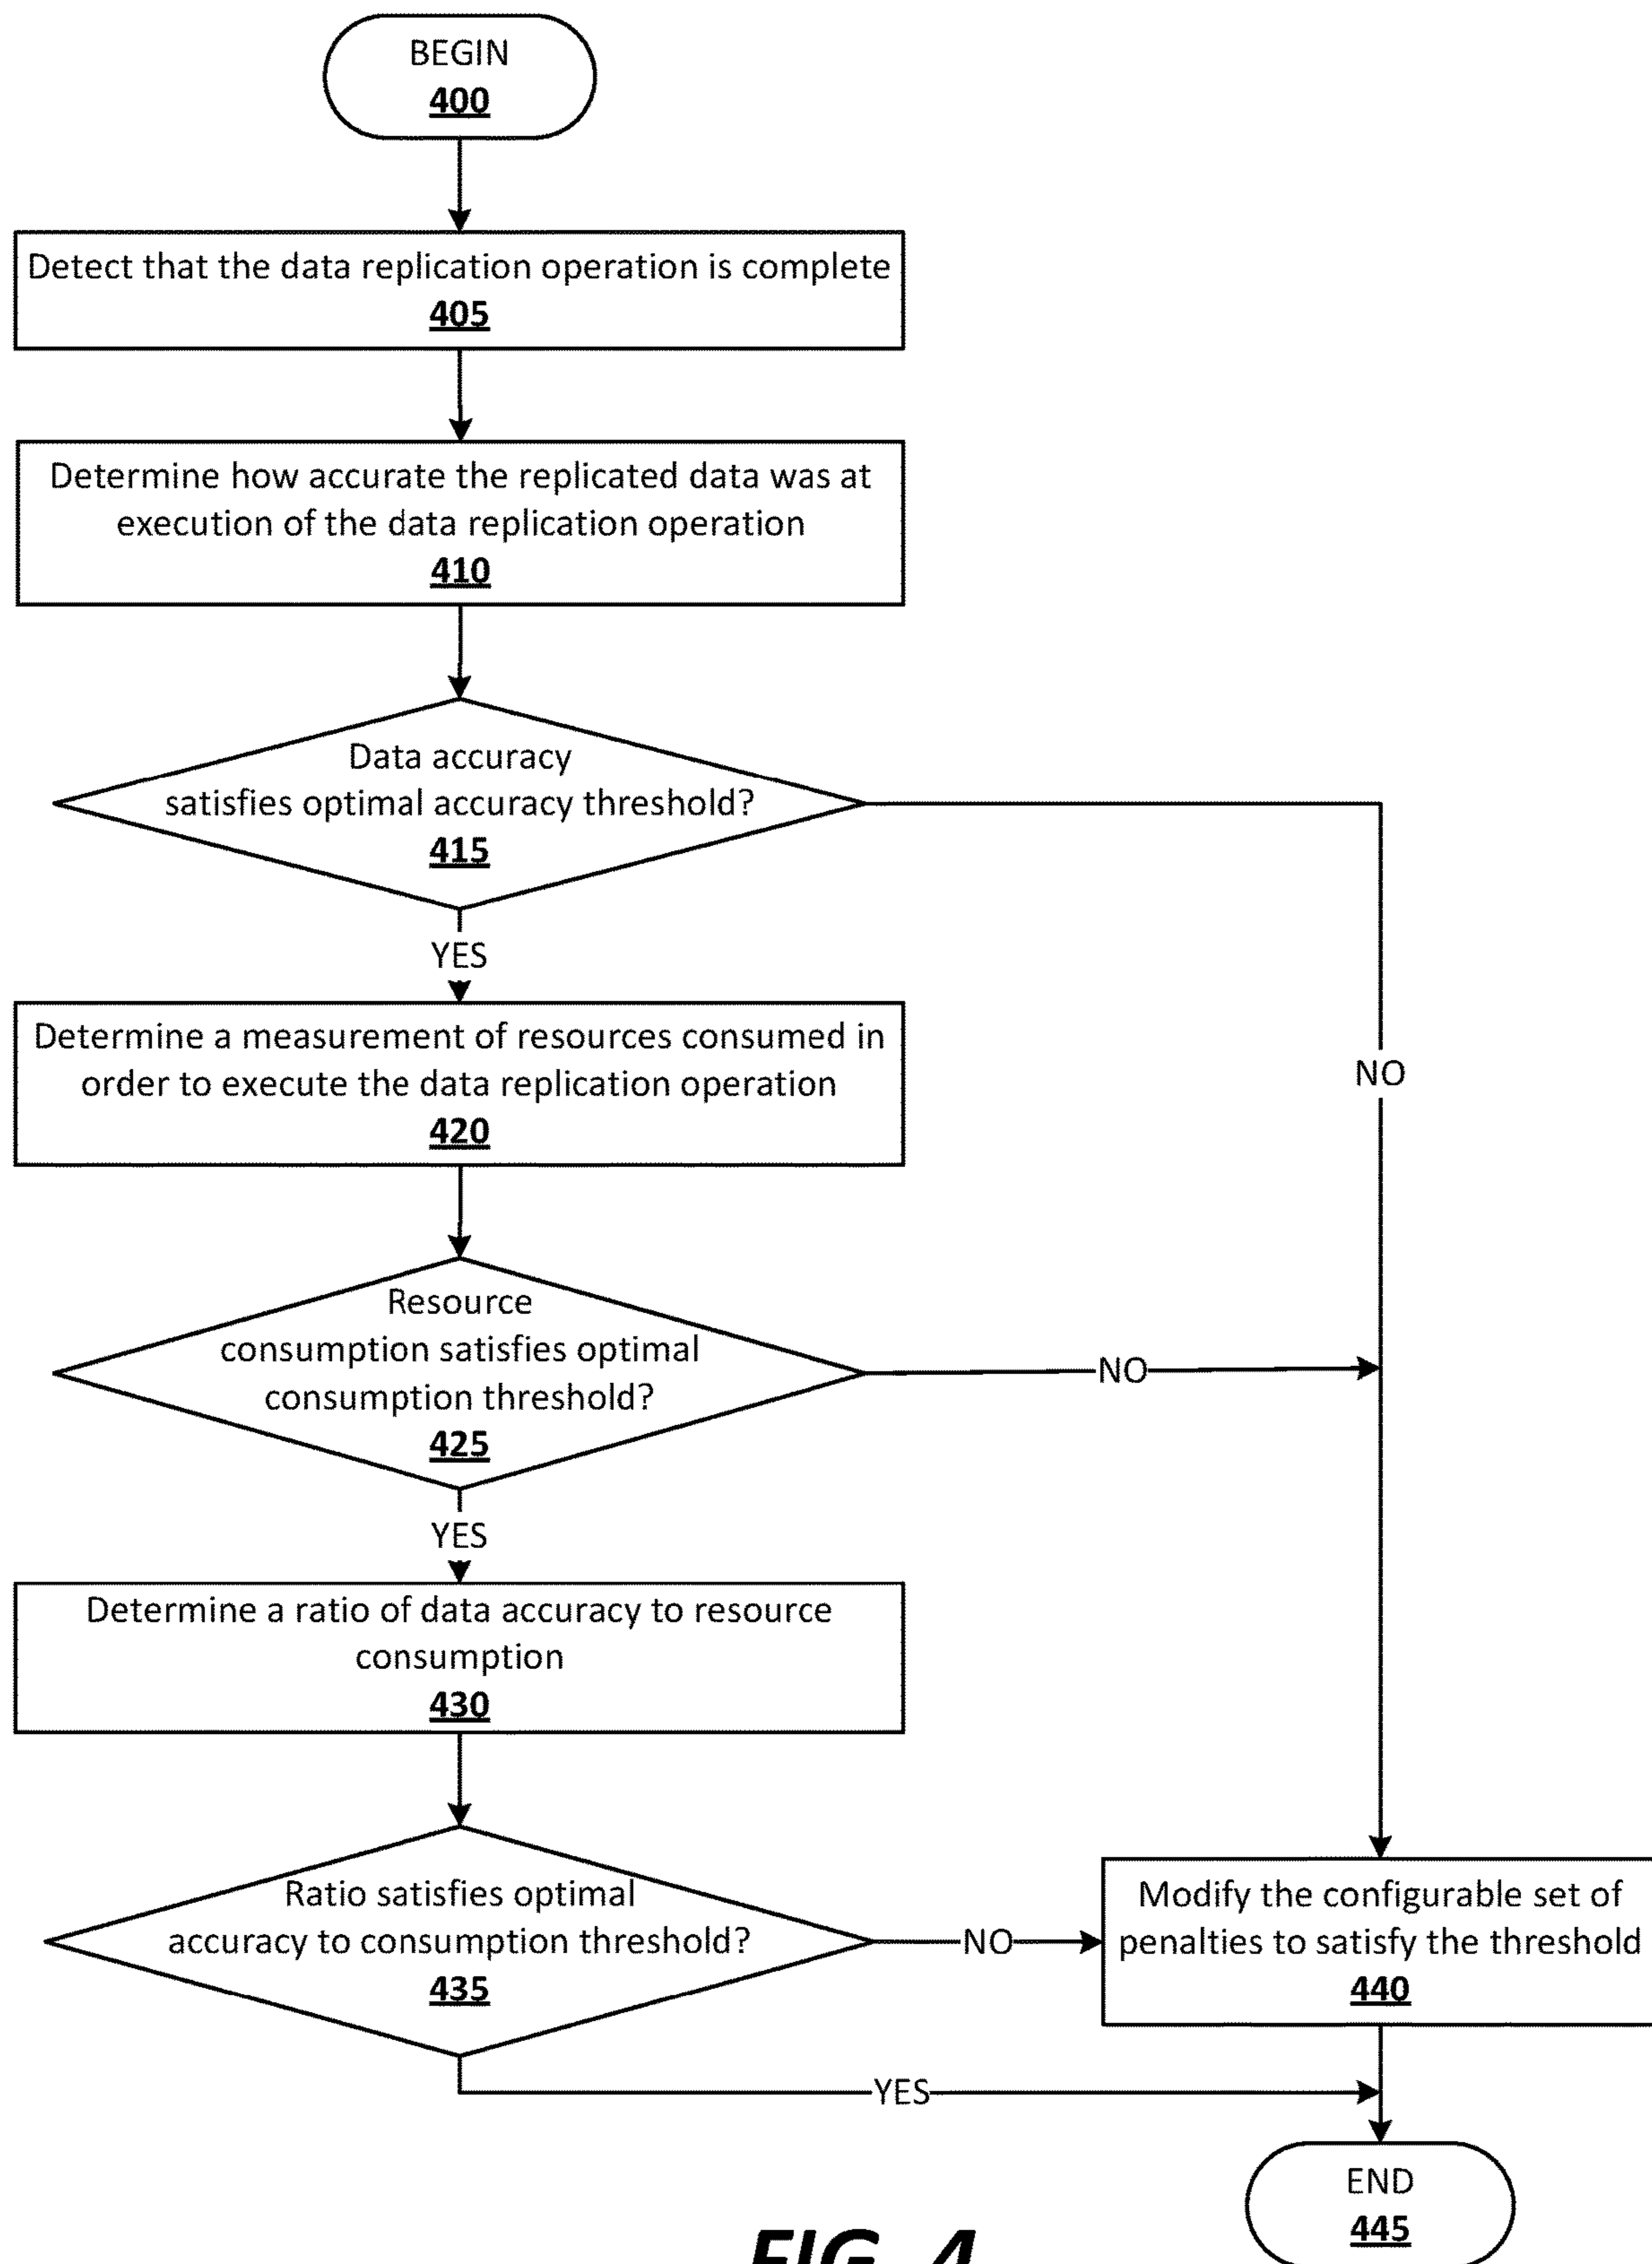 BEGIN
400
Detect that the data replication operation is complete
405
Determine how accurate the replicated data was at
execution of the data replication operation
410
Data accuracy
satisfies optimal accuracy threshold?
415
YES
NO
Determine a measurement of resources consumed in
order to execute the data replication operation
420
Resource
consumption satisfies optimal
consumption threshold?
425
NO
YES
Determine a ratio of data accuracy to resource
consumption
430
Ratio satisfies optimal
accuracy to consumption threshold?
435
NO
Modify the configurable set of
penalties to satisfy the threshold
440
YES
END
445
FIG. 4